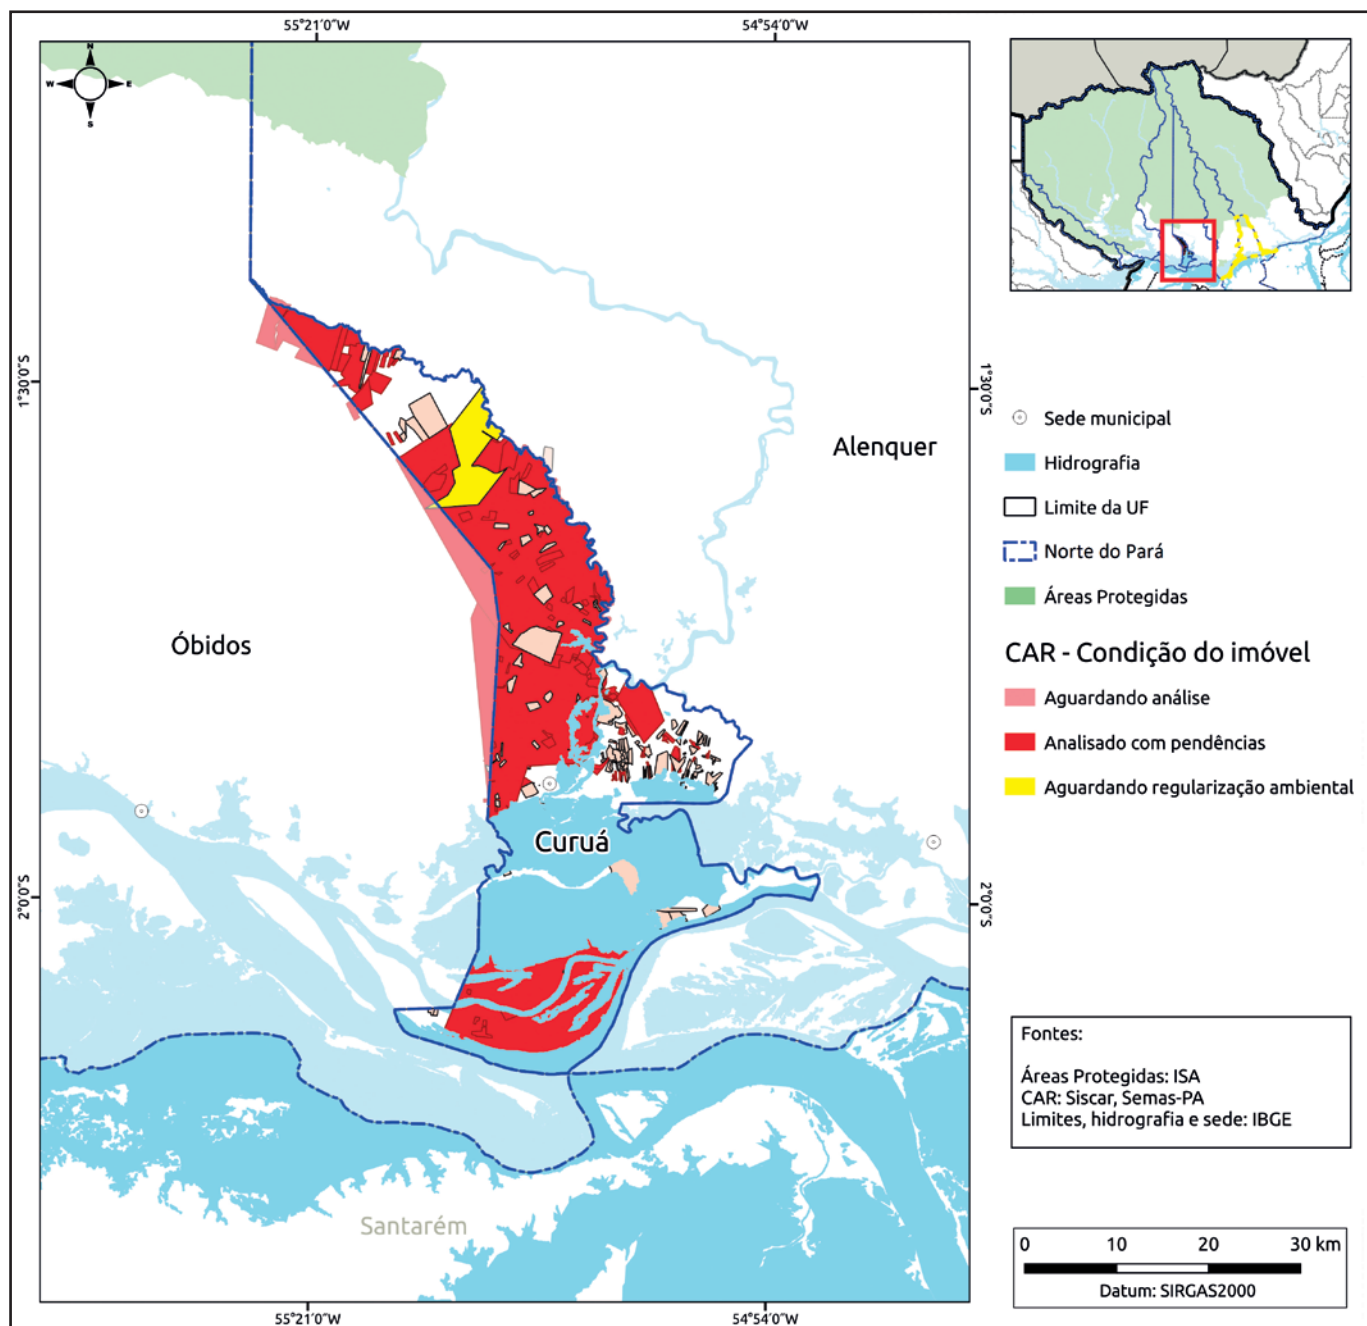 55°21'0"W
54°54'0"W
N
W
E
S
1°30'0"S
1°30'0"S
Alenquer
Óbidos
Curuá
2°0'0"S
2°0'0"S
Santarém
55°21'0"W
54°54'0"W
Sede municipal
Hidrografia
Limite da UF
Norte do Pará
Áreas Protegidas
CAR - Condição do imóvel
Aguardando análise
Analisado com pendências
Aguardando regularização ambiental
Fontes:
Áreas Protegidas: ISA
CAR: Siscar, Semas-PA
Limites, hidrografia e sede: IBGE
0 10 20 30 km
Datum: SIRGAS2000